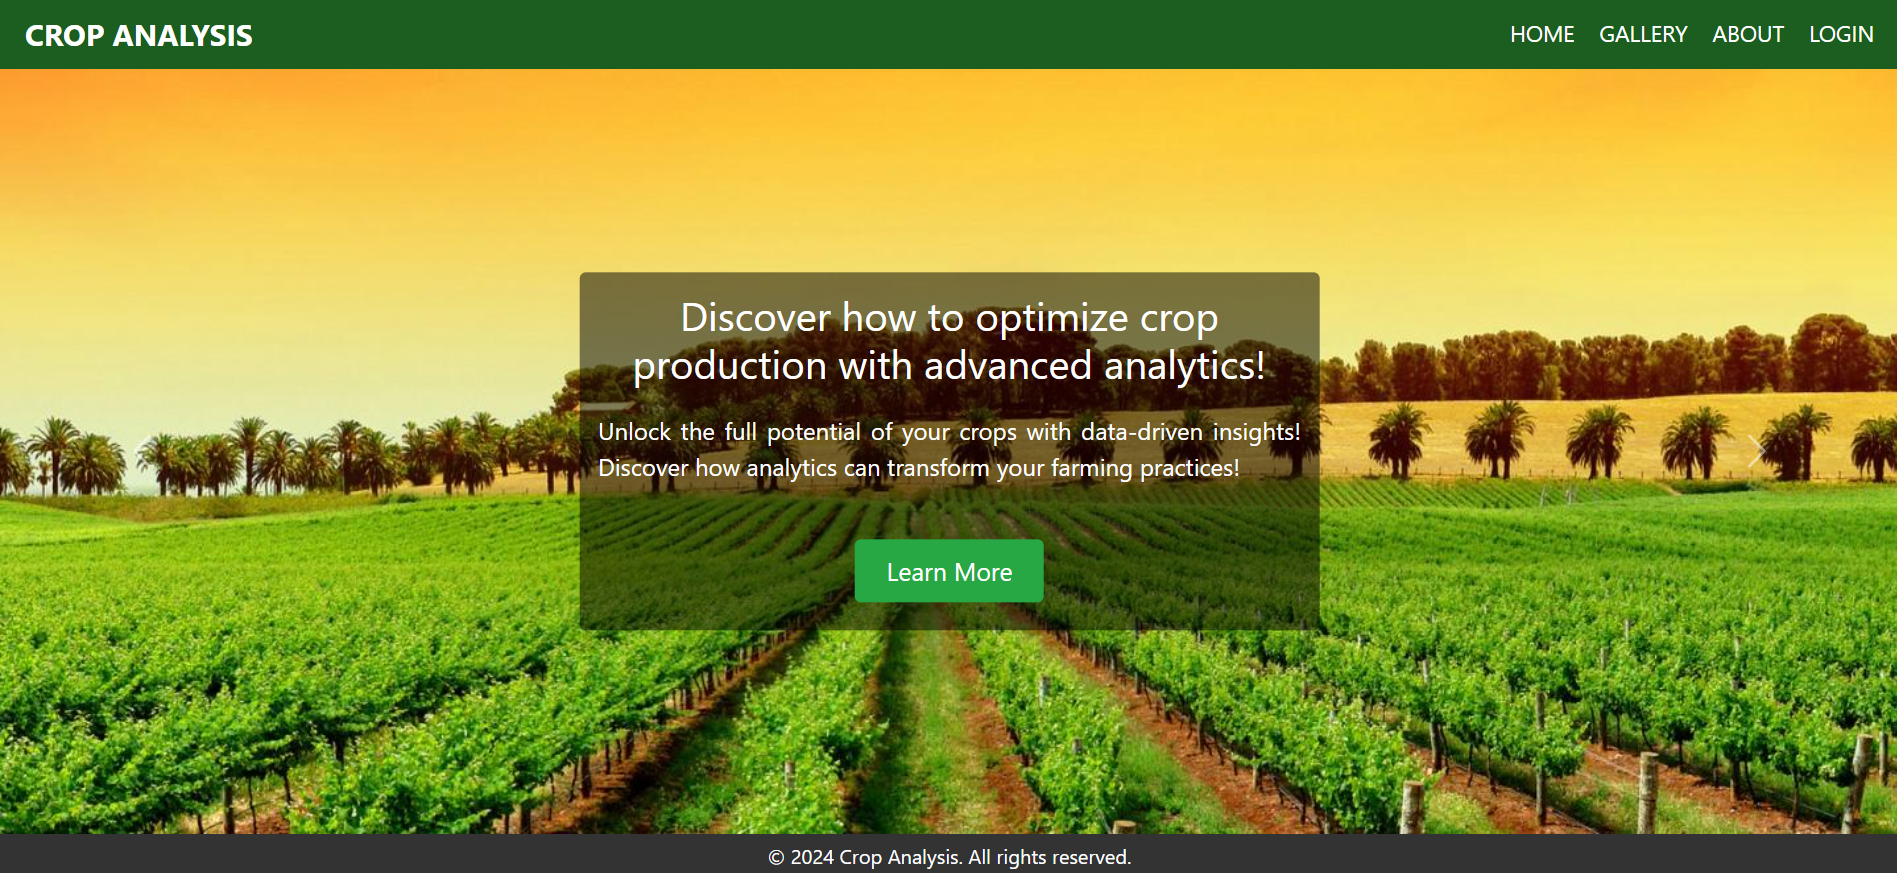 CROP ANALYSIS
HOME GALLERY ABOUT LOGIN
Discover how to optimize crop
production with advanced analytics!
Unlock the full potential of your crops with data-driven insights!
Discover how analytics can transform your farming practices!
Learn More
© 2024 Crop Analysis. All rights reserved.